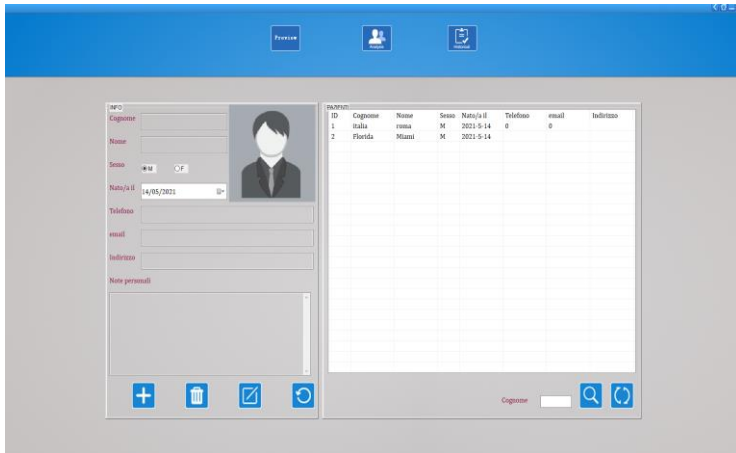 Preview
Analysis
INFO
Cognome
Nome
Sesso
M F
Nato/a il 14/05/2021
Telefono
email
Indirizzo
Note personali
PAZIENTI
ID Cognome Nome Sesso Nato/a il Telefono email Indirizzo
1 italia roma M 2021-5-14 0 0
2 Florida Miami M 2021-5-14
Cognome